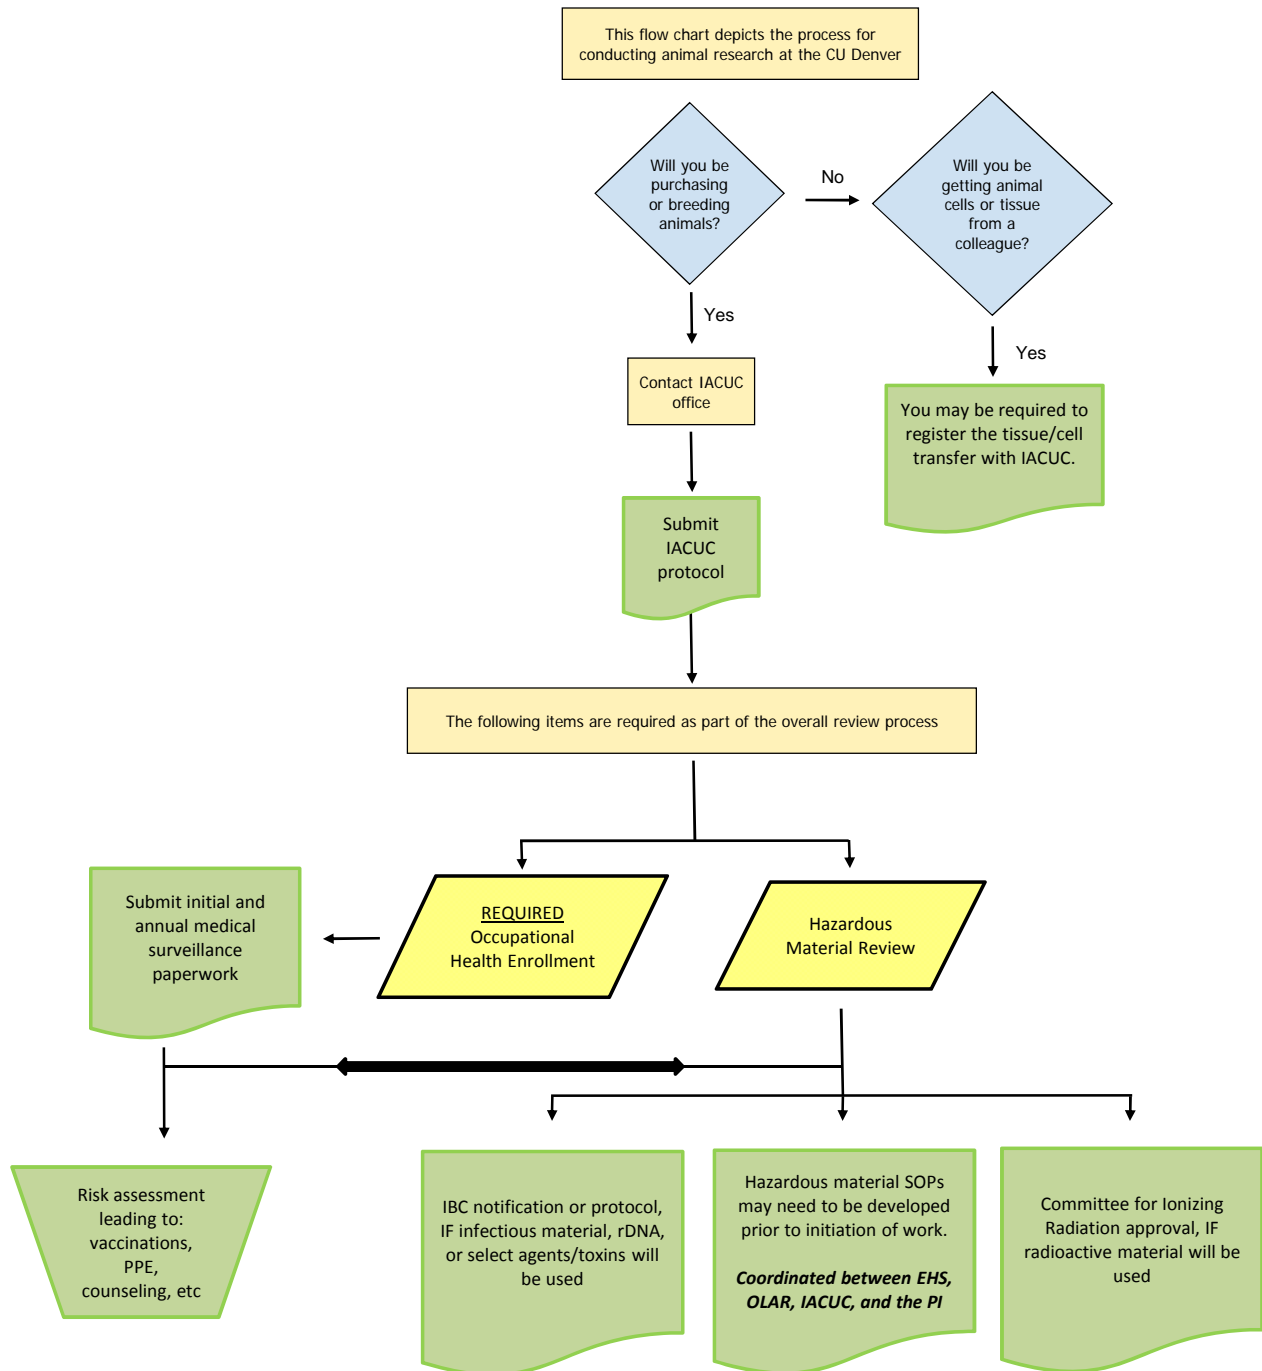 This flow chart depicts the process for
conducting animal research at the CU Denver
Will you be
purchasing
or breeding
animals?
No
Will you be
getting animal
cells or tissue
from a
colleague?
Yes
Yes
Contact IACUC
office
You may be required to
register the tissue/cell
transfer with IACUC.
Submit
IACUC
protocol
The following items are required as part of the overall review process
Submit initial and
annual medical
surveillance
paperwork
REQUIRED
Occupational
Health Enrollment
Hazardous
Material Review
Risk assessment
leading to:
vaccinations,
PPE,
counseling, etc
IBC notification or protocol,
IF infectious material, rDNA,
or select agents/toxins will
be used
Hazardous material SOPs
may need to be developed
prior to initiation of work.
Coordinated between EHS,
OLAR, IACUC, and the PI
Committee for Ionizing
Radiation approval, IF
radioactive material will be
used